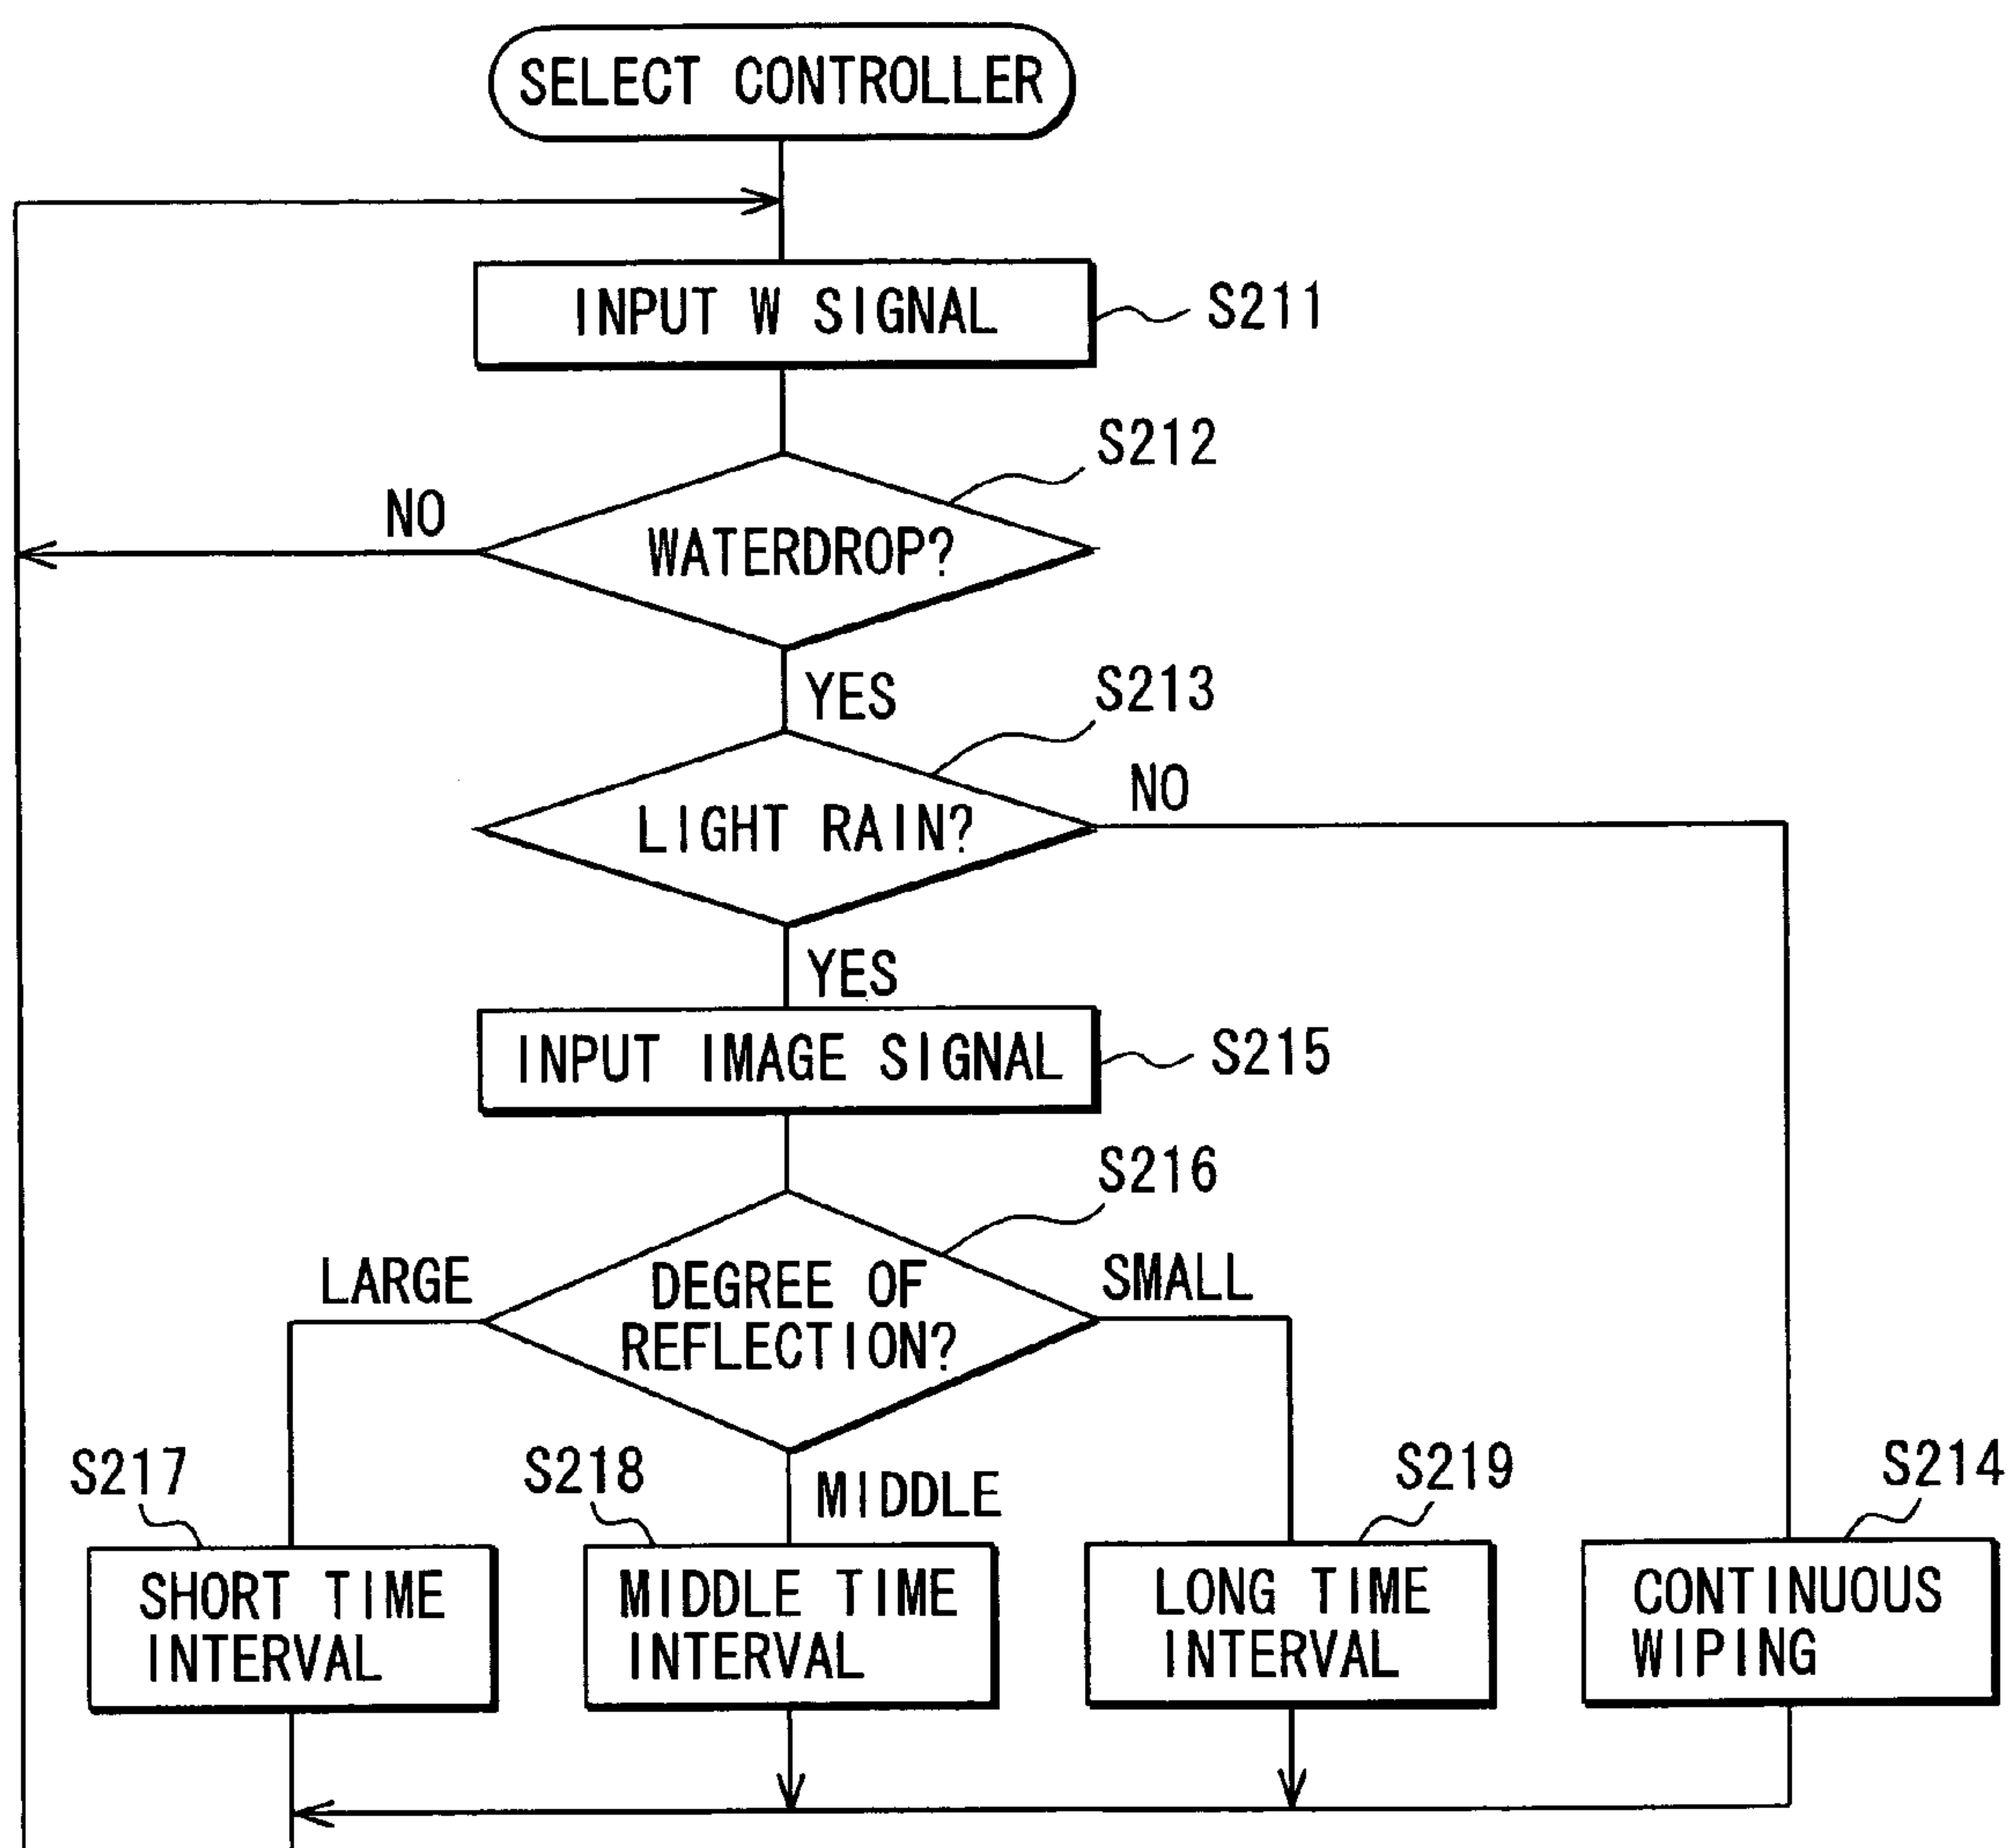 SELECT CONTROLLER
INPUT W SIGNAL
S211
S212
NO
WATERDROP?
YES
S213
NO
LIGHT RAIN?
YES
INPUT IMAGE SIGNAL
S215
S216
LARGE
DEGREE OF
REFLECTION?
SMALL
S217
S218
MIDDLE
S219
S214
SHORT TIME
INTERVAL
MIDDLE TIME
INTERVAL
LONG TIME
INTERVAL
CONTINUOUS
WIPING